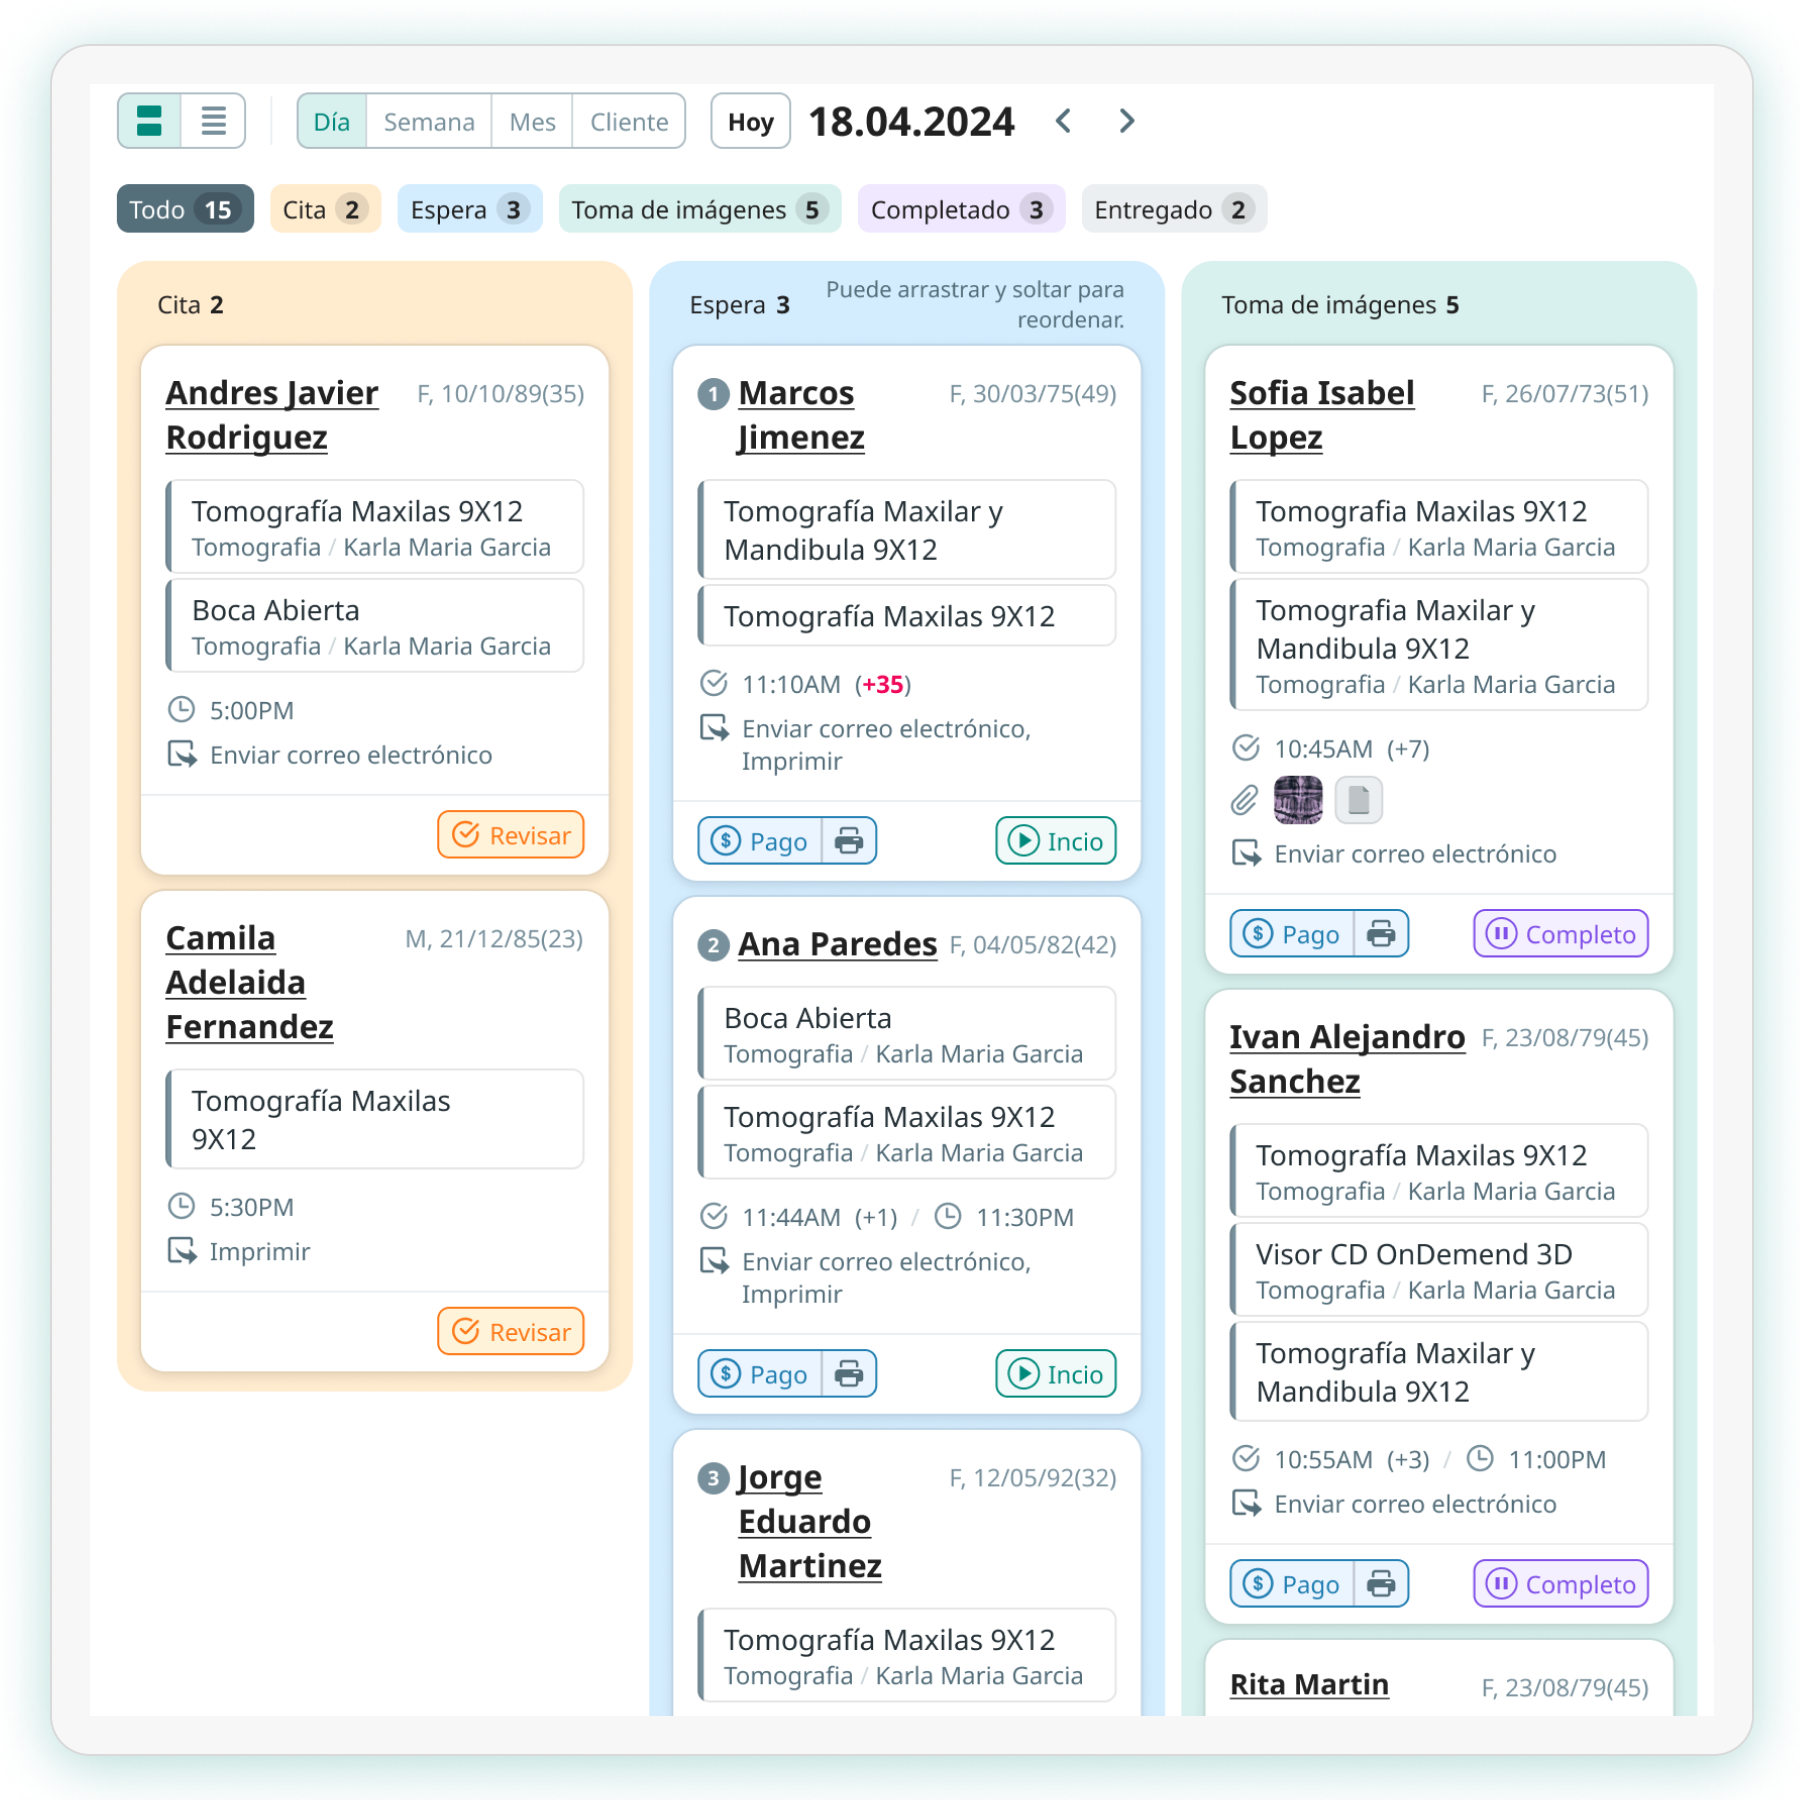 Día Semana Mes Cliente Hoy 18.04.2024
Todo 15 Cita 2 Espera 3 Toma de imágenes 5 Completado 3 Entregado 2
Cita 2
Andres Javier F, 10/10/89(35)
Rodriguez
Tomografía Maxilas 9X12
Tomografia / Karla Maria Garcia
Boca Abierta
Tomografia / Karla Maria Garcia
5:00PM
Enviar correo electrónico
Revisar
Camila M, 21/12/85(23)
Adelaida
Fernandez
Tomografía Maxilas
9X12
5:30PM
Imprimir
Revisar
Espera 3 Puede arrastrar y soltar para
reordenar.
1 Marcos F, 30/03/75(49)
Jimenez
Tomografía Maxilar y
Mandibula 9X12
Tomografía Maxilas 9X12
11:10AM (+35)
Enviar correo electrónico,
Imprimir
$ Pago Incio
2 Ana Paredes F, 04/05/82(42)
Boca Abierta
Tomografia / Karla Maria Garcia
Tomografía Maxilas 9X12
Tomografia / Karla Maria Garcia
11:44AM (+1) / 11:30PM
Enviar correo electrónico,
Imprimir
$ Pago Incio
3 Jorge F, 12/05/92(32)
Eduardo
Martinez
Tomografía Maxilas 9X12
Tomografia / Karla Maria Garcia
Toma de imágenes 5
Sofia Isabel F, 26/07/73(51)
Lopez
Tomografia Maxilas 9X12
Tomografia / Karla Maria Garcia
Tomografia Maxilar y
Mandibula 9X12
Tomografia / Karla Maria Garcia
10:45AM (+7)
Enviar correo electrónico
$ Pago Completo
Ivan Alejandro F, 23/08/79(45)
Sanchez
Tomografía Maxilas 9X12
Tomografia / Karla Maria Garcia
Visor CD OnDemend 3D
Tomografia / Karla Maria Garcia
Tomografía Maxilar y
Mandibula 9X12
10:55AM (+3) / 11:00PM
Enviar correo electrónico
$ Pago Completo
Rita Martin F, 23/08/79(45)